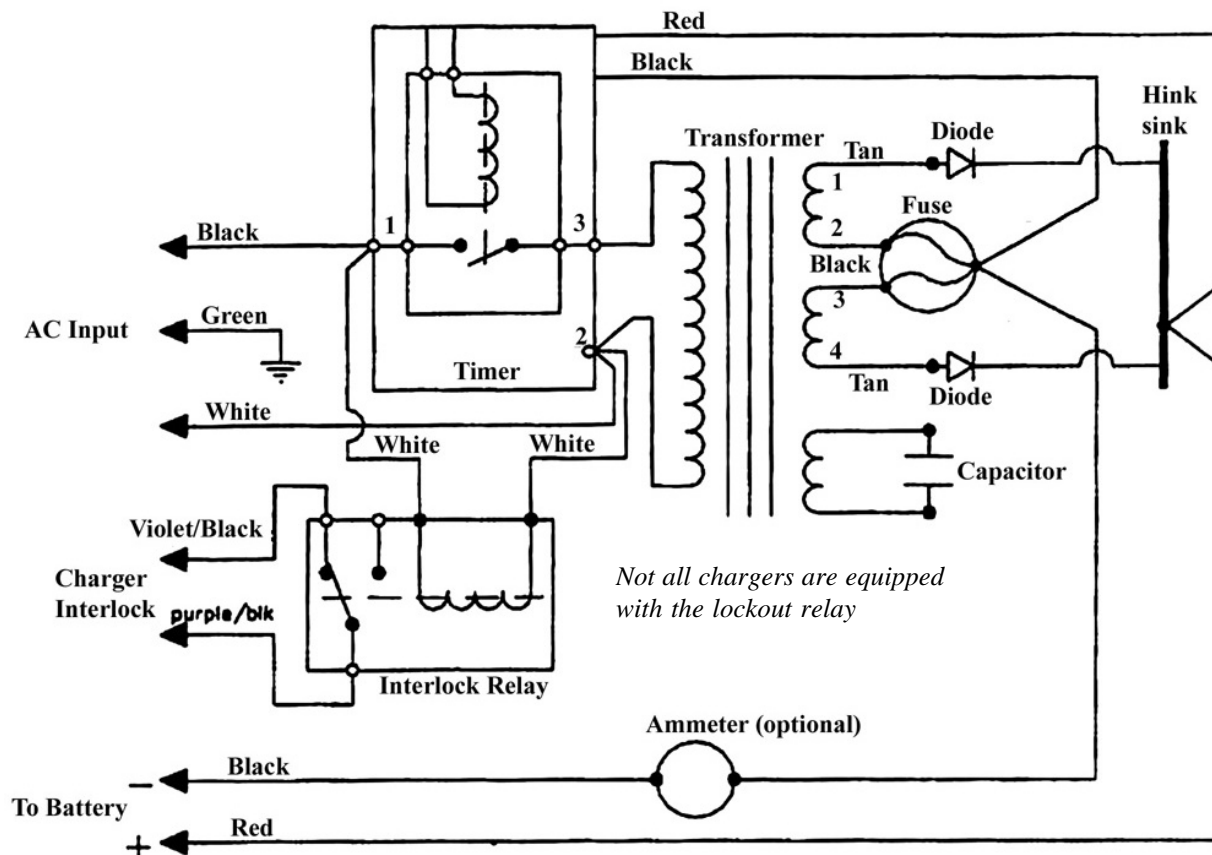 Red
Black
Hink
sink
Transformer
Diode
Tan
1
Fuse
1
3
2
Black
Black
3
Green
AC Input
2
4
Timer
Tan
Diode
White
White
White
Capacitor
Violet/Black
Charger
Interlock
purple/blk
Not all chargers are equipped
with the lockout relay
Interlock Relay
Ammeter (optional)
Black
−
To Battery
+
Red